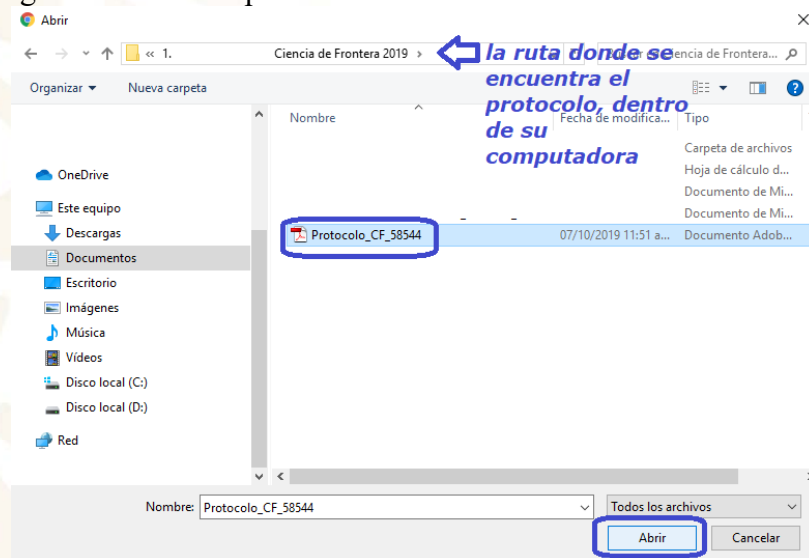 Abrir
« 1. Ciencia de Frontera 2019 ›
la ruta donde se
encuentra el
protocolo, dentro
de su
computadora
Organizar Nueva carpeta
Nombre Fecha de modifica... Tipo
Carpeta de archivos
Hoja de cálculo d...
Documento de Mi...
Documento de Mi...
Protocolo_CF_58544 07/10/2019 11:51 a... Documento Adob...
OneDrive
Este equipo
Descargas
Documentos
Escritorio
Imágenes
Música
Vídeos
Disco local (C:)
Disco local (D:)
Red
Nombre: Protocolo_CF_58544 Todos los archivos
Abrir Cancelar